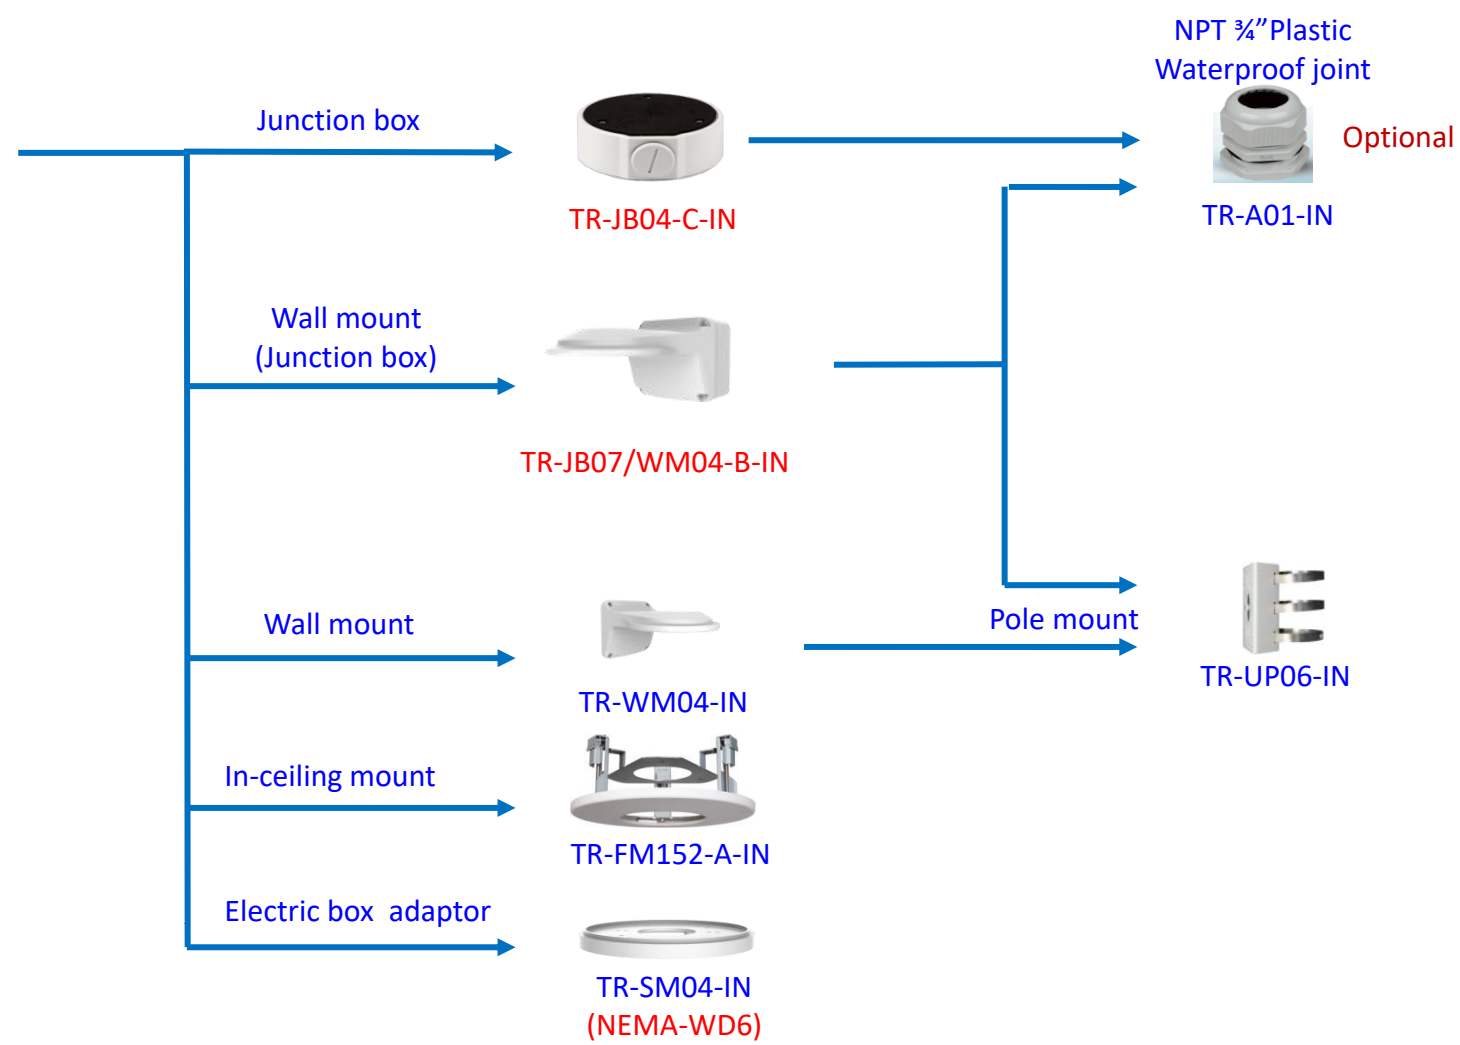 NPT ¾”Plastic
Waterproof joint
Junction box
Optional
TR-JB04-C-IN
TR-A01-IN
Wall mount
(Junction box)
TR-JB07/WM04-B-IN
Wall mount
Pole mount
TR-WM04-IN
TR-UP06-IN
In-ceiling mount
TR-FM152-A-IN
Electric box  adaptor
TR-SM04-IN
(NEMA-WD6)